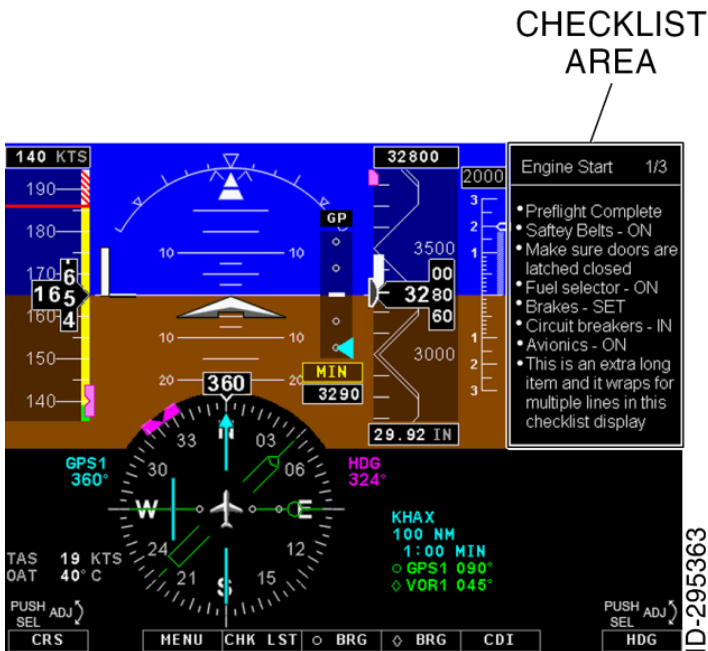 CHECKLIST
AREA
140 KTS
190
180
170
160
150
140
6
16 5
4
10 10
10 10
20 20
GP
MIN
3290
32800
3500
3000
00
32 80
60
29.92 IN
2000
3
2
1
1
2
3
Engine Start 1/3
•Preflight Complete
•Saftey Belts - ON
•Make sure doors are
latched closed
•Fuel selector - ON
•Brakes - SET
•Circuit breakers - IN
•Avionics - ON
•This is an extra long
item and it wraps for
multiple lines in this
checklist display
360
N
33 03
30 06
W E
24 12
21 15
S
GPS1
360°
HDG
324°
TAS 19 KTS
OAT 40°C
KHAX
100 NM
1:00 MIN
○ GPS1 090°
◇ VOR1 045°
PUSH
SEL ADJ
PUSH
SEL ADJ
CRS MENU CHK LST ○ BRG ◇ BRG CDI HDG
ID-295363